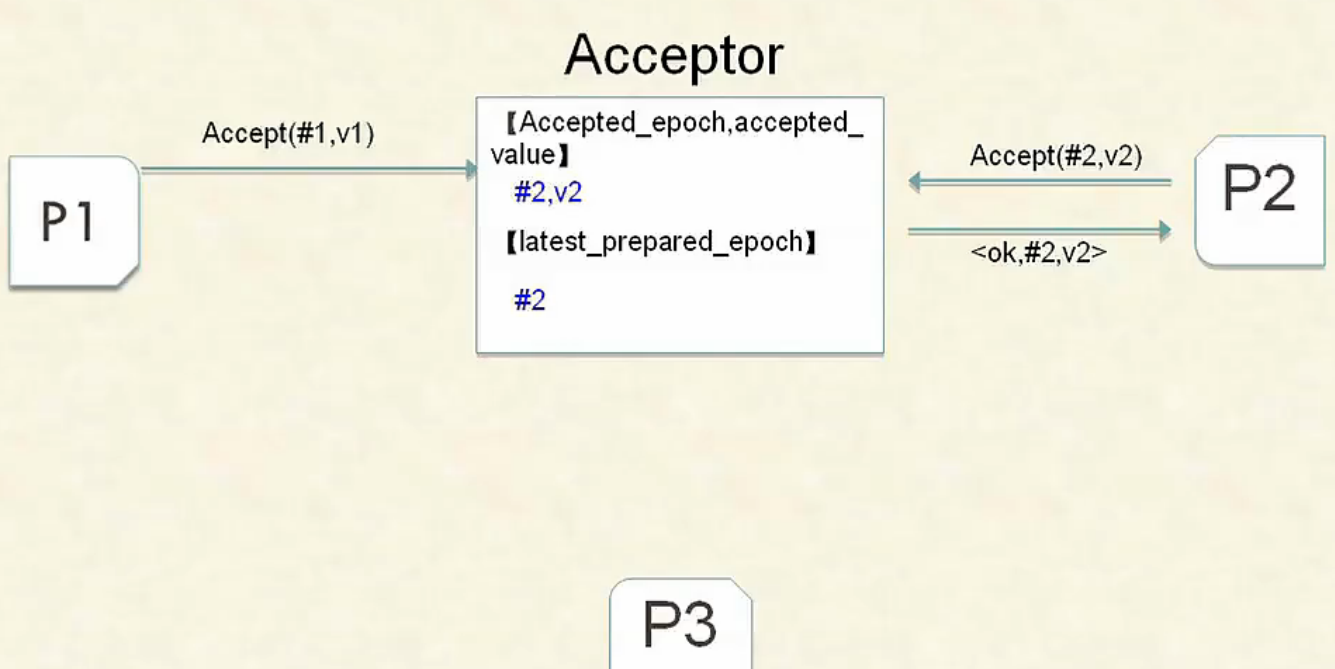 Acceptor
Accept(#1,v1)
P1
【Accepted_epoch,accepted_
value】
#2,v2
【latest_prepared_epoch】
#2
Accept(#2,v2)
<ok,#2,v2>
P2
P3